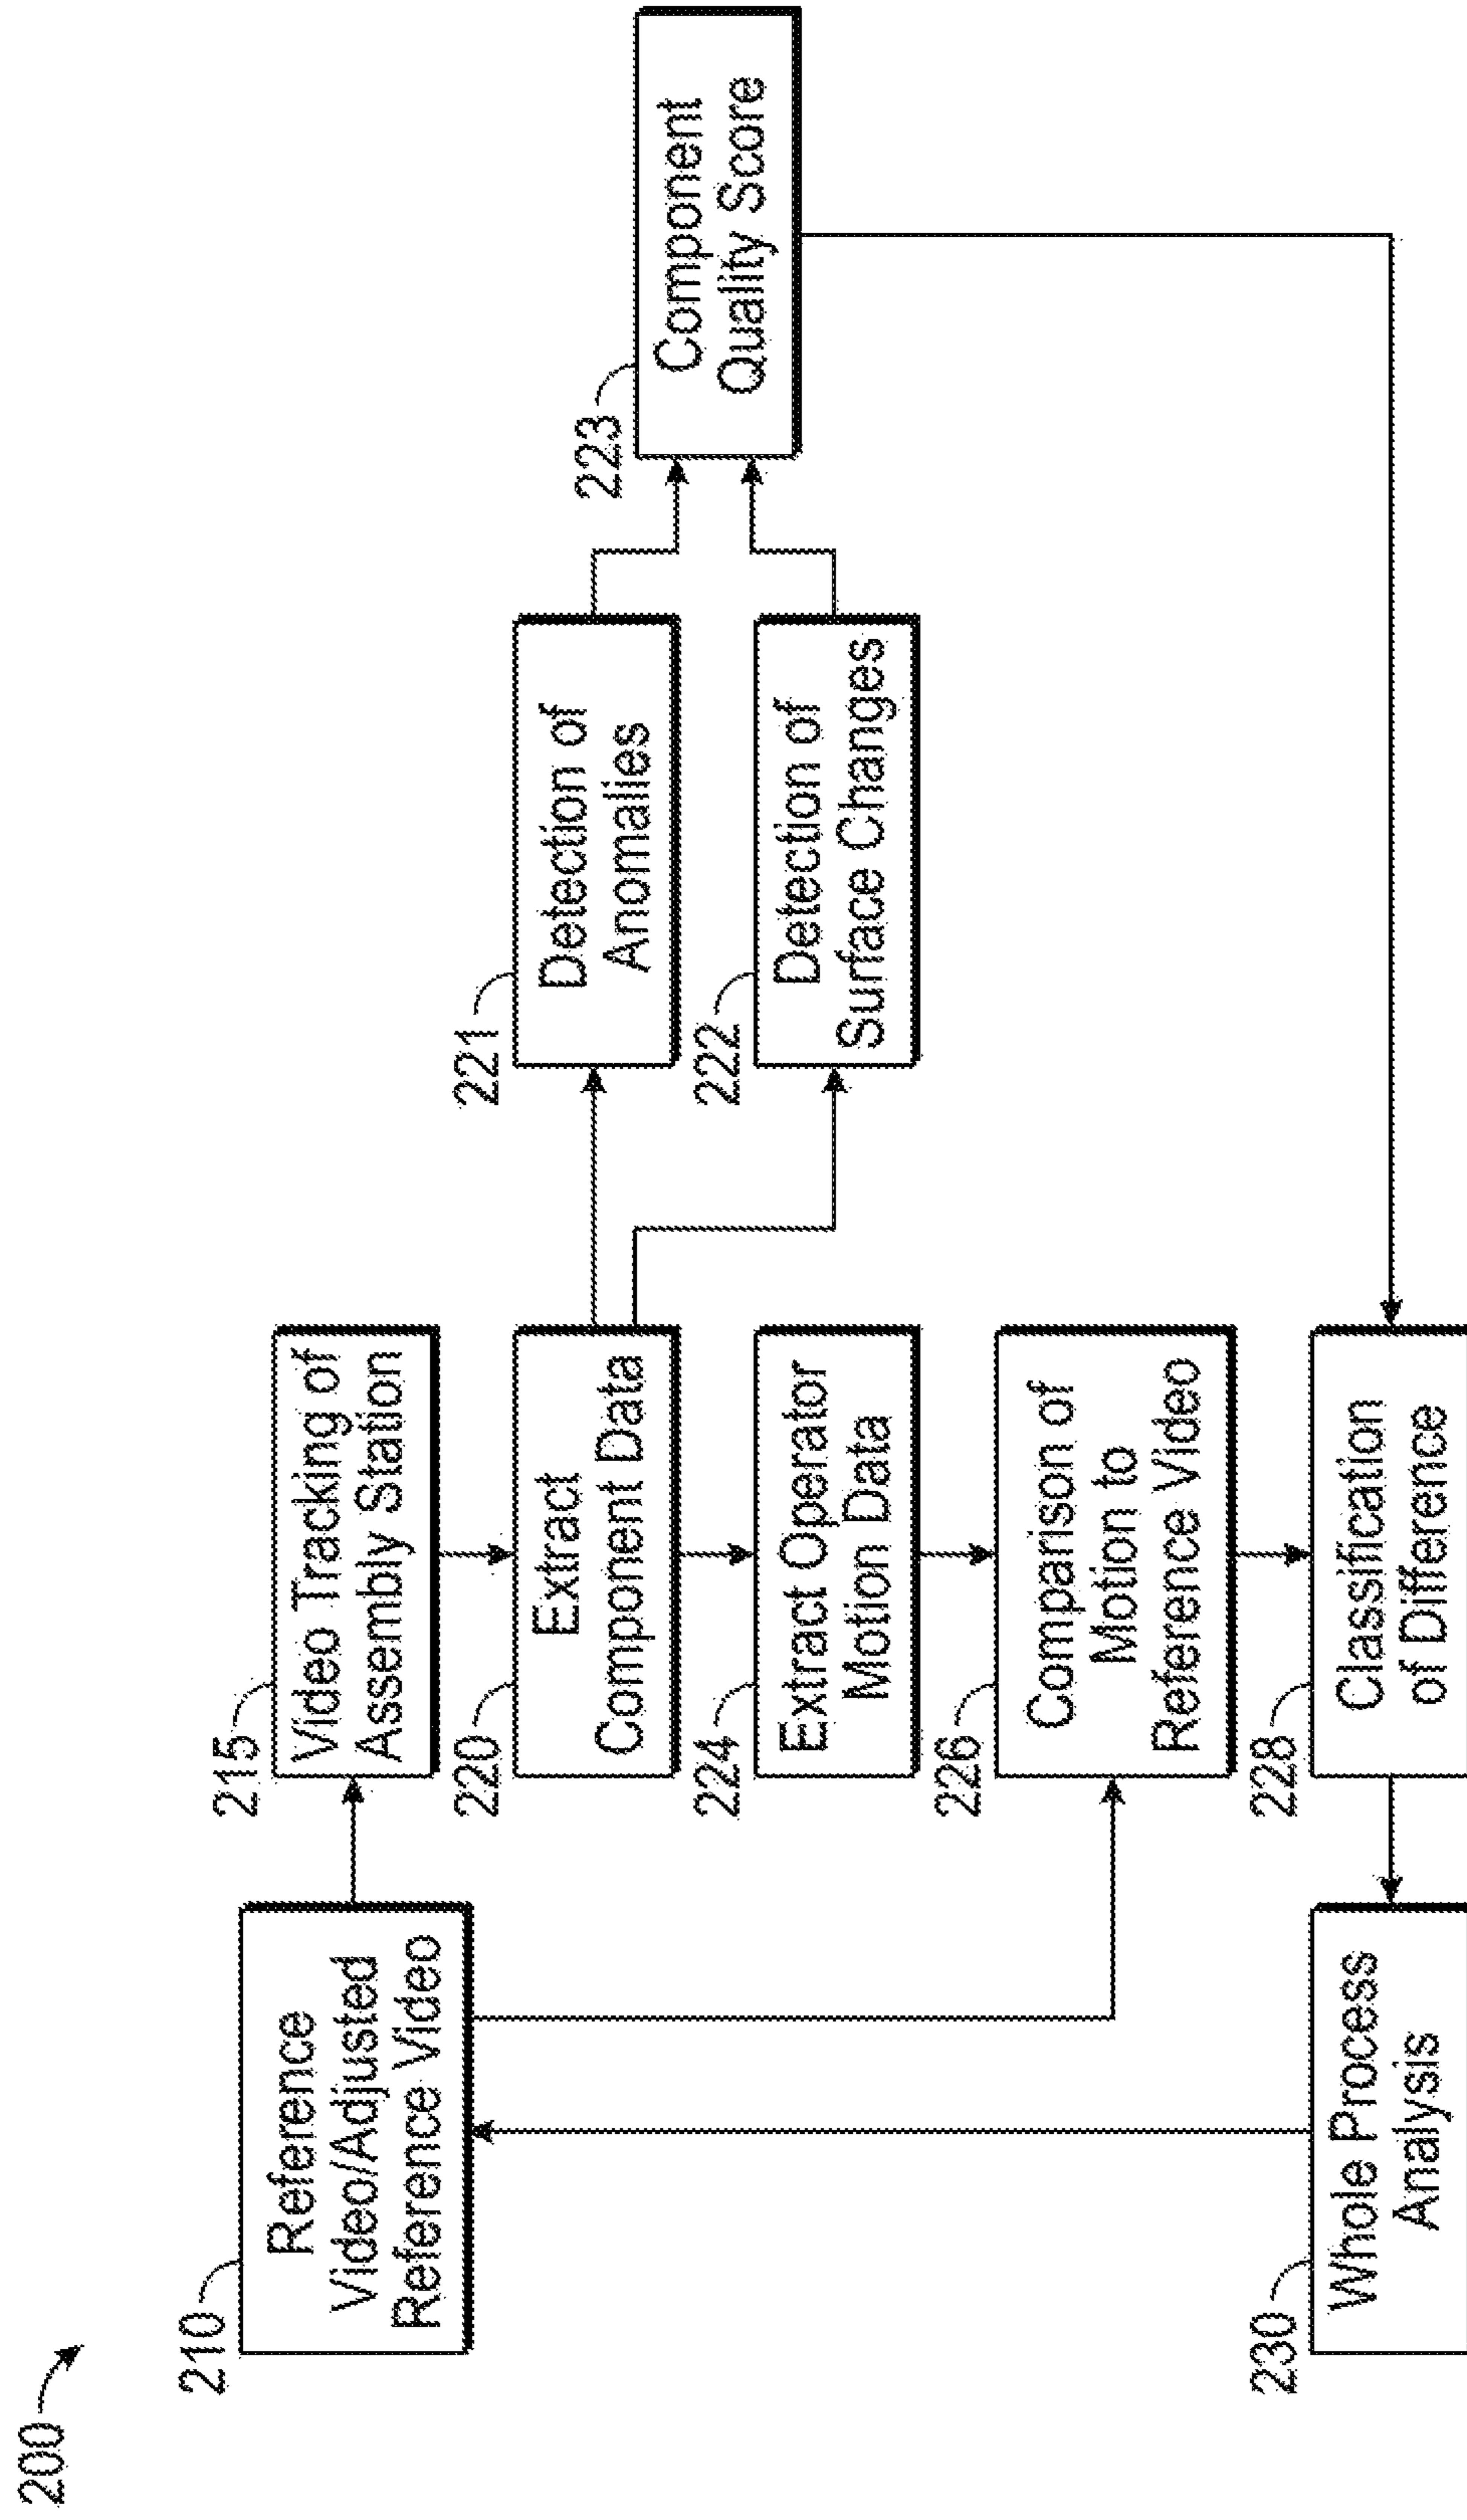 200
210
Reference
Video/Adjusted
Reference Video
215
Video Tracking of
Assembly Station
220
Extract
Component Data
221
Detection of
Anomalies
222
Detection of
Surface Changes
223
Component
Quality Score
224
Extract Operator
Motion Data
226
Comparison of
Motion to
Reference Video
228
Classification
of Difference
230
Whole Process
Analysis